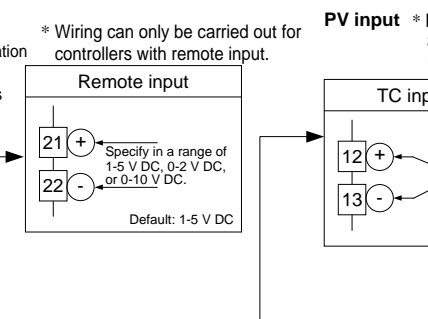 * Wiring can only be carried out for
controllers with remote input.
Remote input
21 +
22 -
Specify in a range of
1-5 V DC, 0-2 V DC,
or 0-10 V DC.
Default: 1-5 V DC
PV input *
TC
12 +
13 -